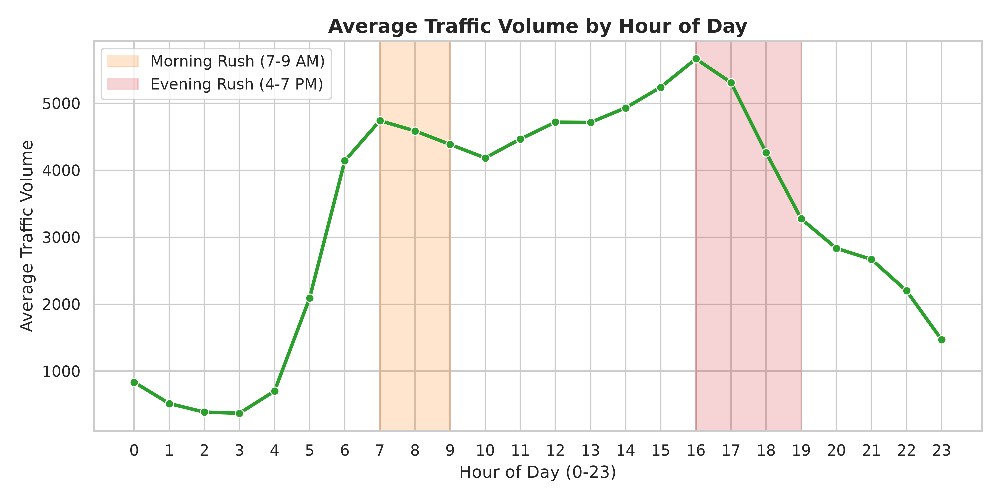 Average Traffic Volume by Hour of Day
Morning Rush (7-9 AM)
Evening Rush (4-7 PM)
Average Traffic Volume
5000
4000
3000
2000
1000
0 1 2 3 4 5 6 7 8 9 10 11 12 13 14 15 16 17 18 19 20 21 22 23
Hour of Day (0-23)